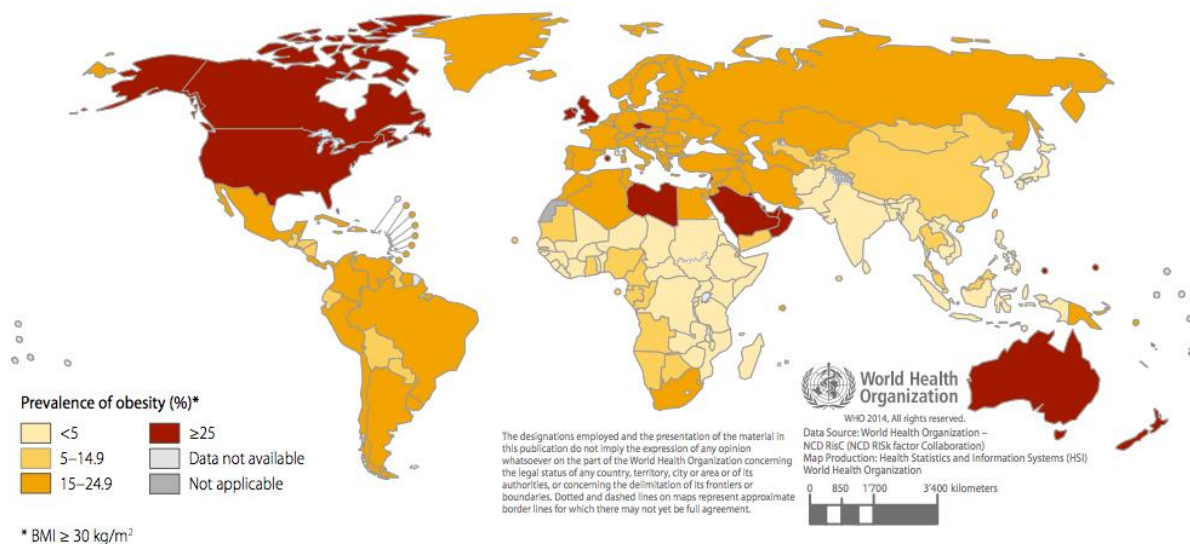 Prevalence of obesity (%)*
<5
5–14.9
15–24.9
≥25
Data not available
Not applicable
* BMI ≥ 30 kg/m²
The designations employed and the presentation of the material in
this publication do not imply the expression of any opinion
whatsoever on the part of the World Health Organization concerning
the legal status of any country, territory, city or area or of its
authorities, or concerning the delimitation of its frontiers or
boundaries. Dotted and dashed lines on maps represent approximate
border lines for which there may not yet be full agreement.
World Health
Organization
WHO 2014, All rights reserved.
Data Source: World Health Organization –
NCD RisC (NCD RISk factor Collaboration)
Map Production: Health Statistics and Information Systems (HSI)
World Health Organization
0 850 1'700 3'400 kilometers